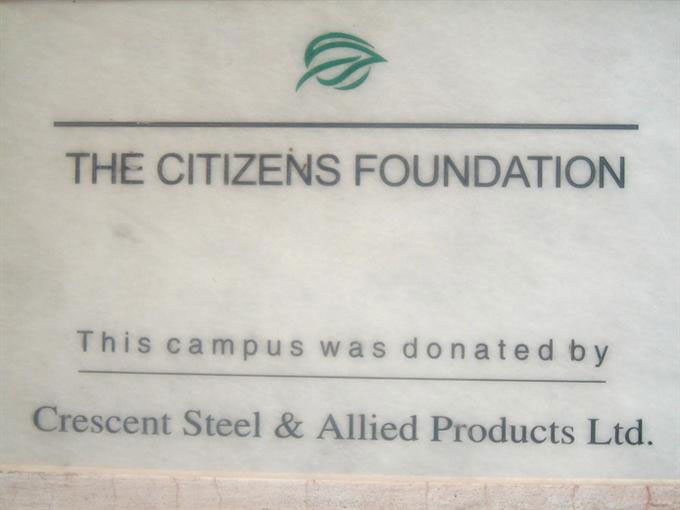 THE CITIZENS FOUNDATION
This campus was donated by
Crescent Steel & Allied Products Ltd.